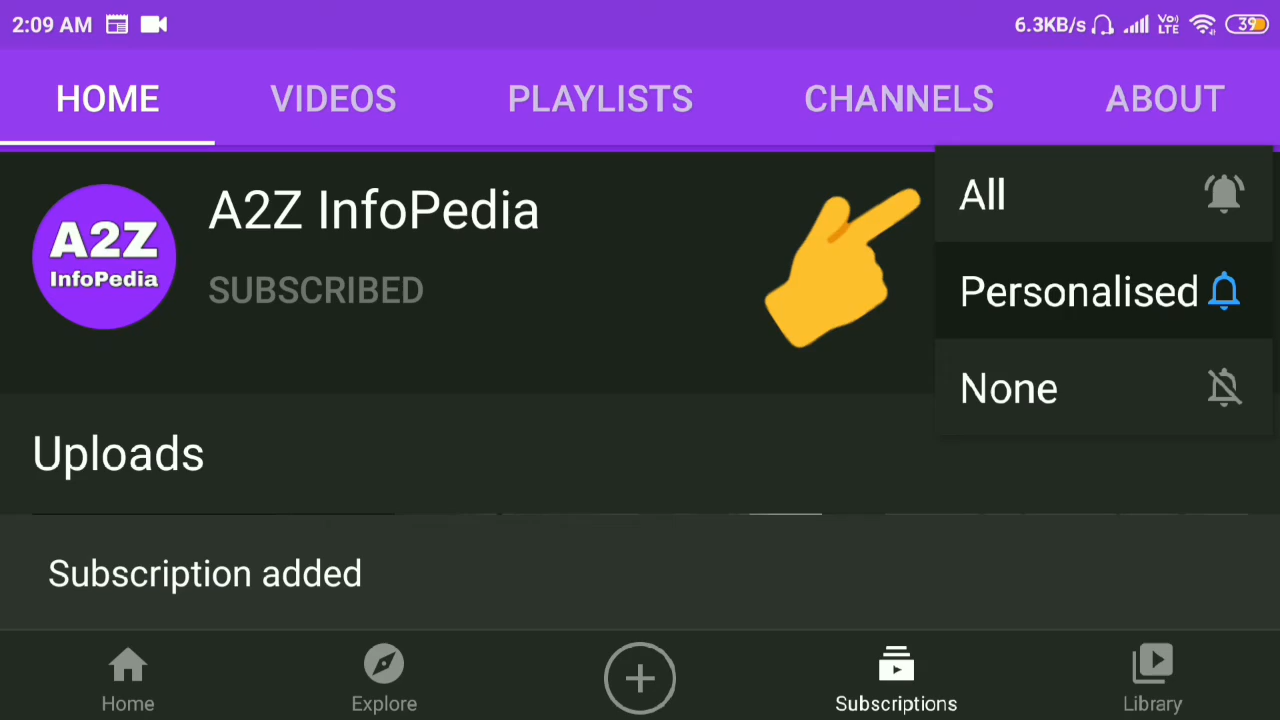 2:09 AM 6.3KB/s Vo) LTE 39
HOME VIDEOS PLAYLISTS CHANNELS ABOUT
A2Z
InfoPedia
A2Z InfoPedia
SUBSCRIBED
All
Personalised
None
Uploads
Subscription added
Home Explore Subscriptions Library